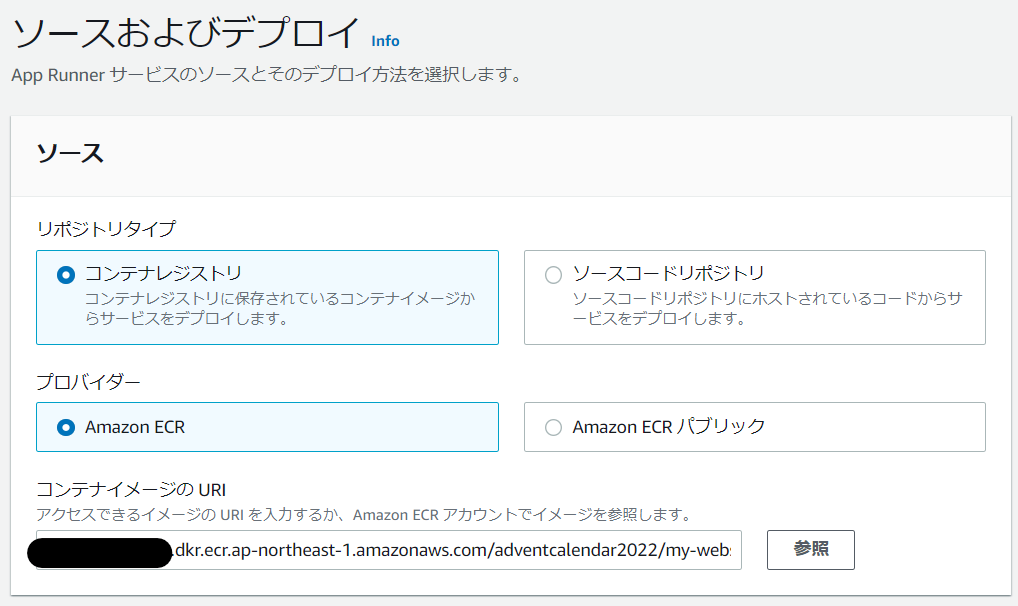 ソースおよびデプロイ Info
App Runner サービスのソースとそのデプロイ方法を選択します。
ソース
リポジトリタイプ
コンテナレジストリ
コンテナレジストリに保存されているコンテナイメージか
らサービスをデプロイします。
ソースコードリポジトリ
ソースコードリポジトリにホストされているコードからサ
ービスをデプロイします。
プロバイダー
Amazon ECR
Amazon ECR パブリック
コンテナイメージの URI
アクセスできるイメージの URI を入力するか、Amazon ECR アカウントでイメージを参照します。
.dkr.ecr.ap-northeast-1.amazonaws.com/adventcalendar2022/my-webs
参照